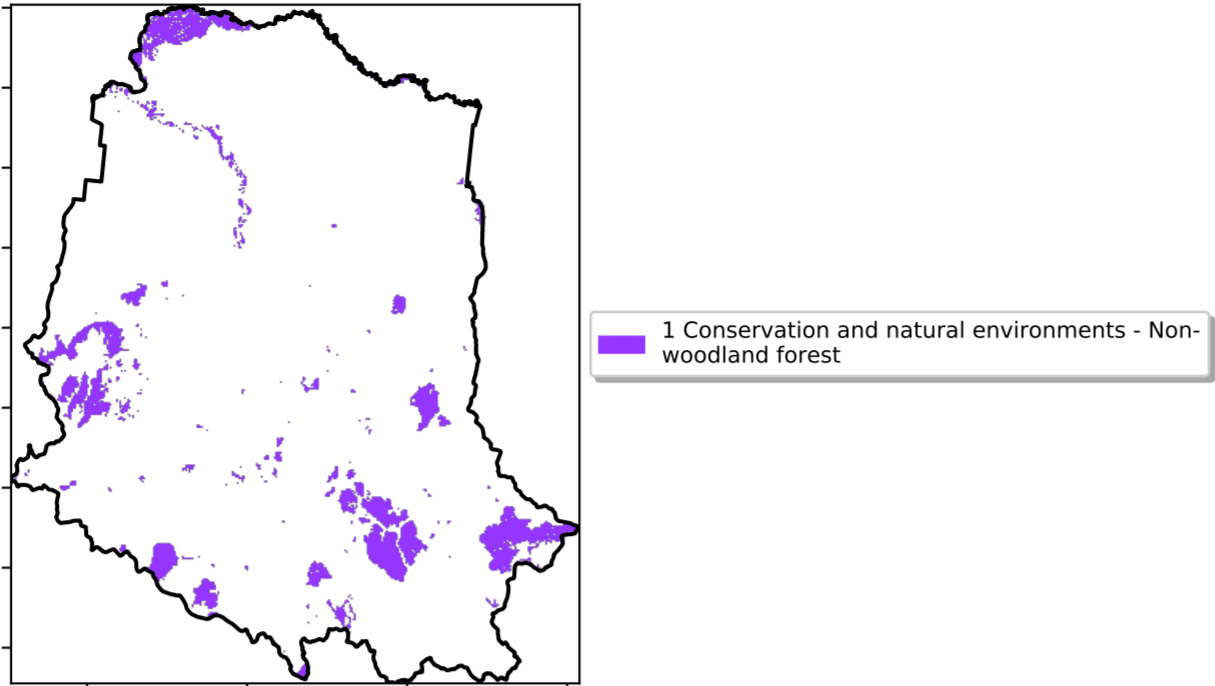 1 Conservation and natural environments - Non-
woodland forest